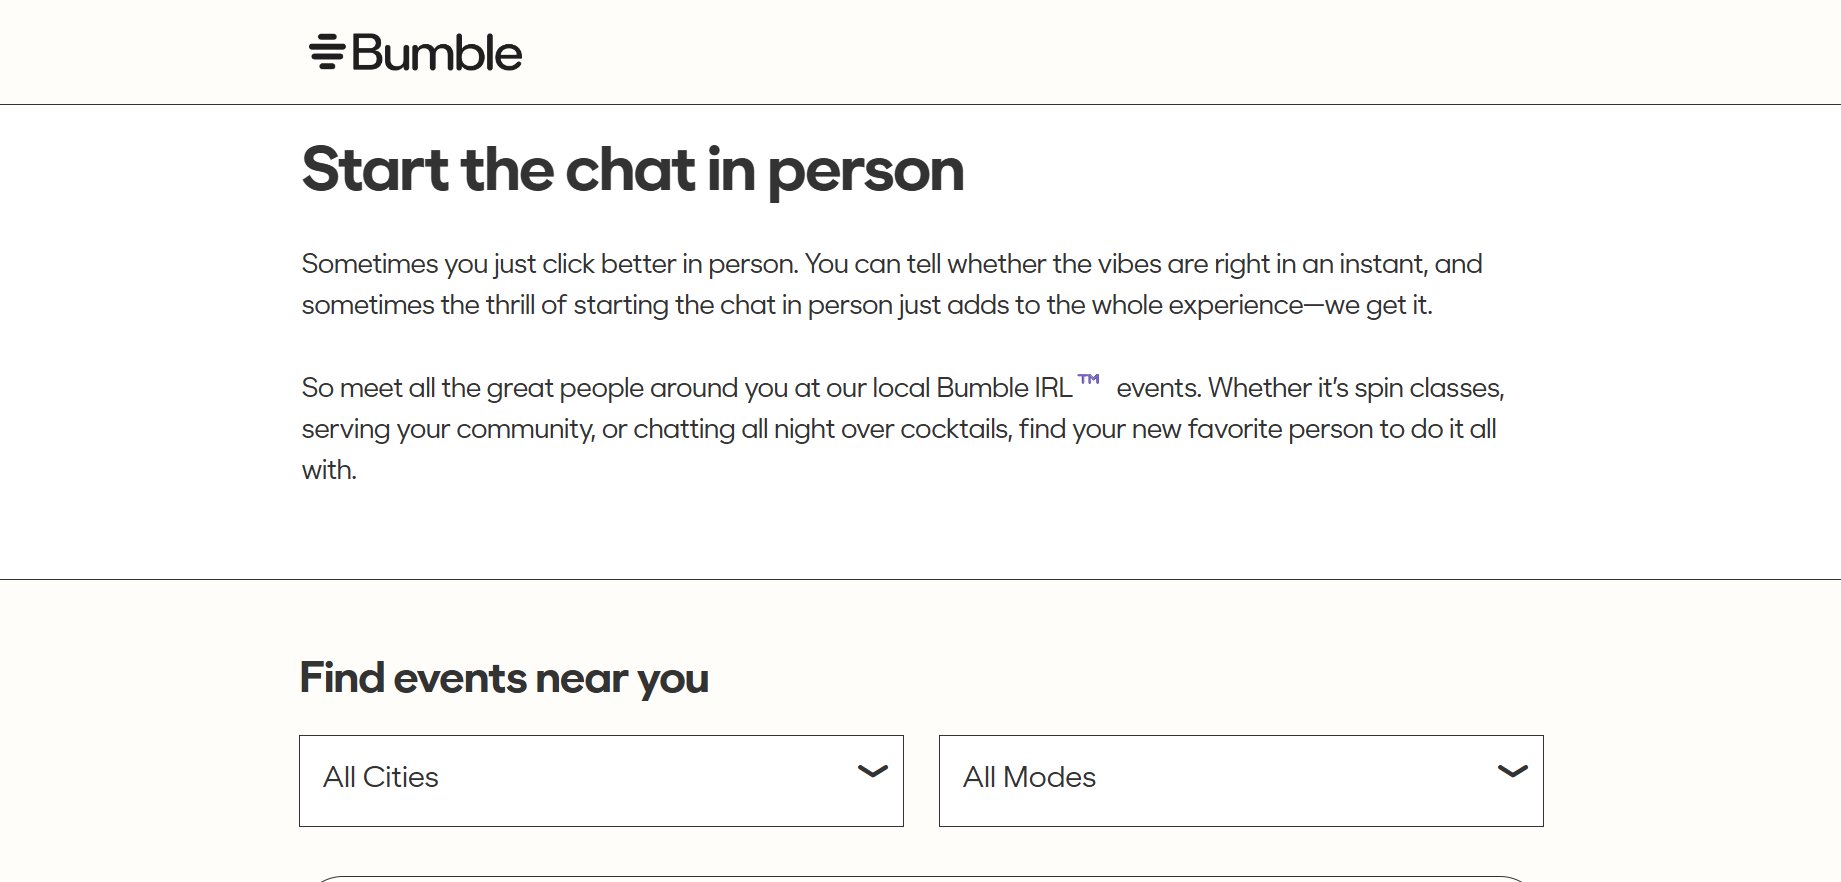 Bumble
Start the chat in person
Sometimes you just click better in person. You can tell whether the vibes are right in an instant, and
sometimes the thrill of starting the chat in person just adds to the whole experience—we get it.
So meet all the great people around you at our local Bumble IRL™ events. Whether it’s spin classes,
serving your community, or chatting all night over cocktails, find your new favorite person to do it all
with.
Find events near you
All Cities
All Modes